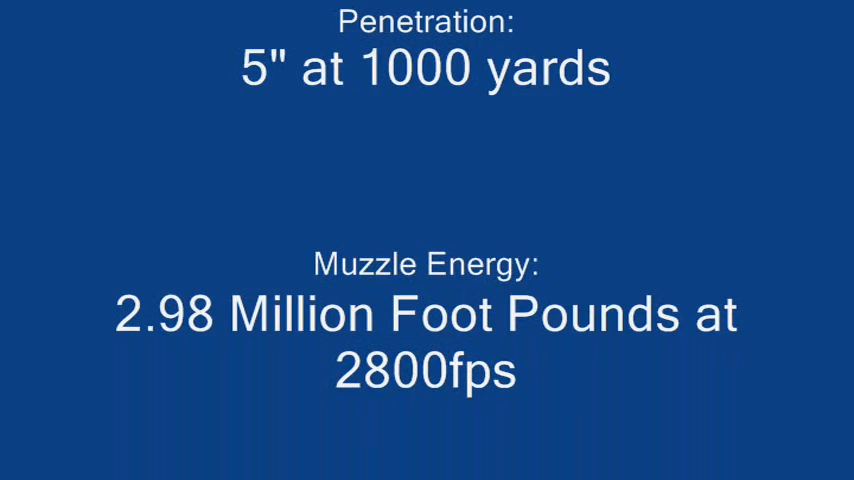 Penetration:
5" at 1000 yards
Muzzle Energy:
2.98 Million Foot Pounds at
2800fps